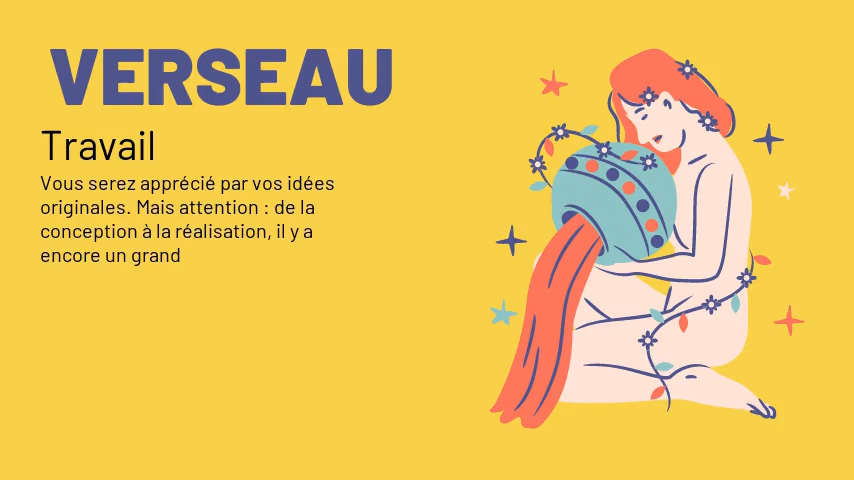 VERSEAU
Travail
Vous serez apprécié par vos idées
originales. Mais attention : de la
conception à la réalisation, il y a
encore un grand